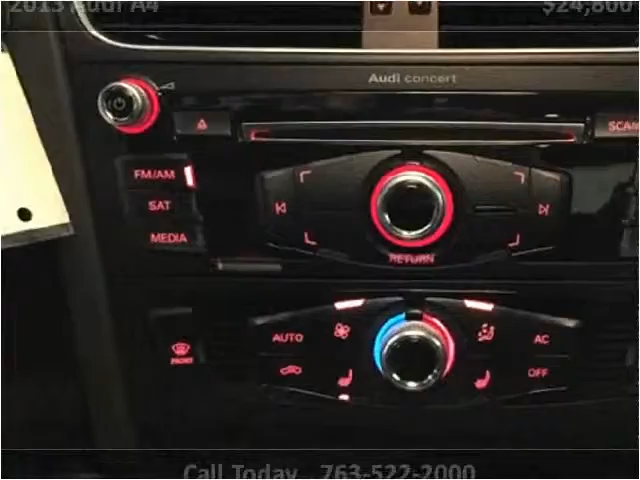 2013 Audi A4 $24,800
Audi concert
SCAN
FM/AM
SAT
MEDIA
RETURN
AUTO
AC
OFF
FRONT
Call Today 763-522-2000